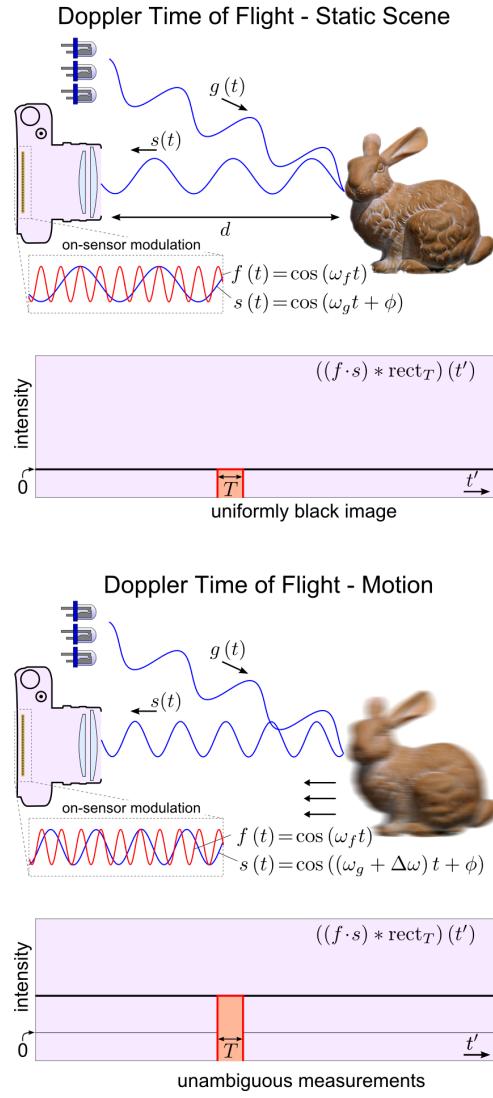 Doppler Time of Flight - Static Scene
g (t)
s(t)
d
on-sensor modulation
f (t) = cos (ω_f t)
s (t) = cos (ω_g t + ϕ)
((f · s) ∗ rect_T) (t′)
intensity
0
T
t′
uniformly black image
Doppler Time of Flight - Motion
g (t)
s(t)
on-sensor modulation
f (t) = cos (ω_f t)
s (t) = cos ((ω_g + Δω) t + ϕ)
((f · s) ∗ rect_T) (t′)
intensity
0
T
t′
unambiguous measurements